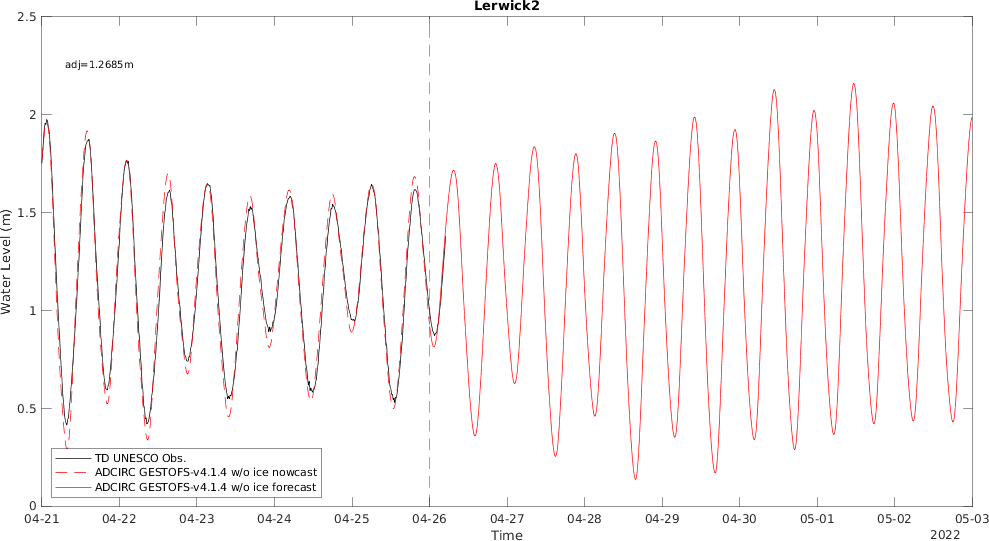 Lerwick2
2.5
2
1.5
1
0.5
0
Water Level (m)
adj=1.2685m
TD UNESCO Obs.
ADCIRC GESTOFS-v4.1.4 w/o ice nowcast
ADCIRC GESTOFS-v4.1.4 w/o ice forecast
04-21 04-22 04-23 04-24 04-25 04-26 04-27 04-28 04-29 04-30 05-01 05-02 05-03
Time
2022